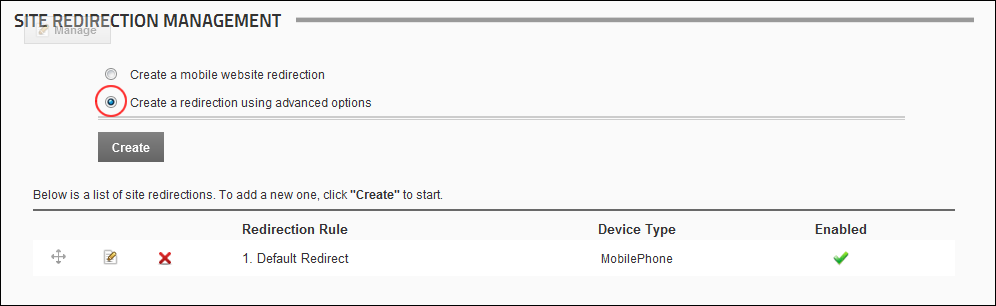 SITE REDIRECTION MANAGEMENT
Manage
Create a mobile website redirection
Create a redirection using advanced options
Create
Below is a list of site redirections. To add a new one, click "Create" to start.
Redirection Rule Device Type Enabled
1. Default Redirect MobilePhone